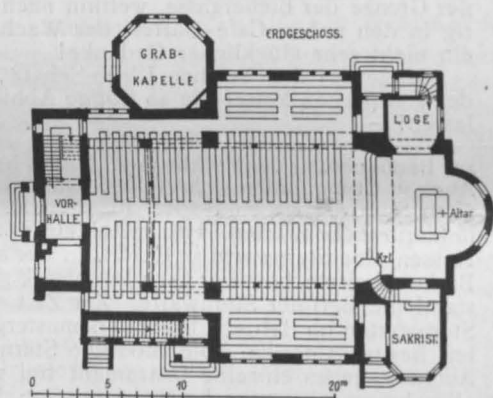 ERDGESCHOSS.
GRAB-
KAPELLE
LOGE
VOR-
HALLE
Altar
Kzl.
SAKRIST.
0 5 10 20m